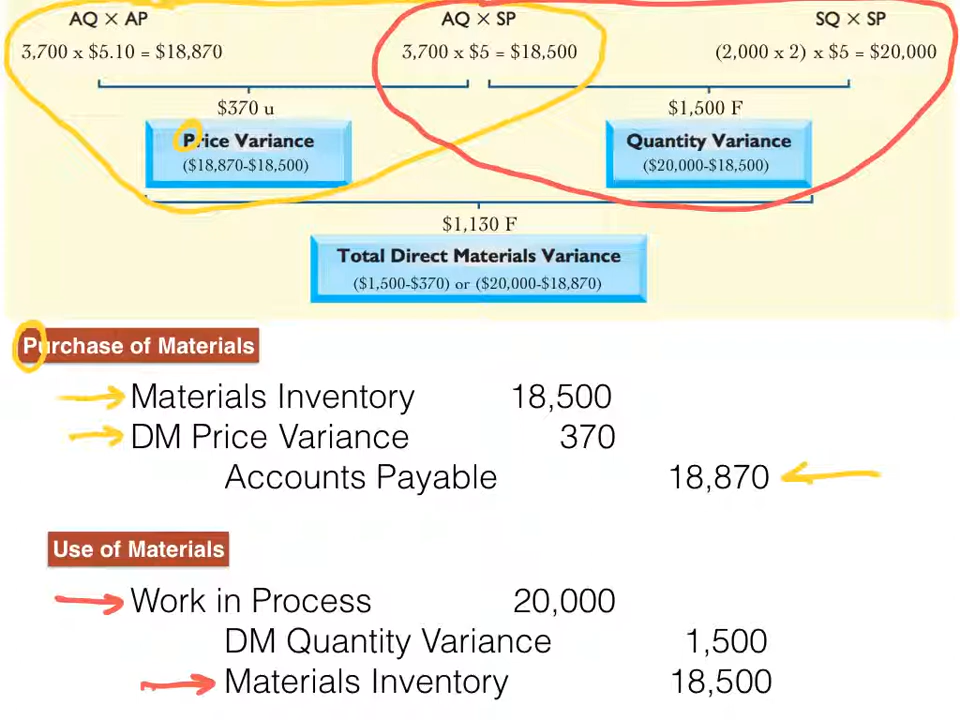 AQ × AP AQ × SP SQ × SP
3,700 x $5.10 = $18,870 3,700 x $5 = $18,500 (2,000 x 2) x $5 = $20,000
$370 u $1,500 F
Price Variance Quantity Variance
($18,870-$18,500) ($20,000-$18,500)
$1,130 F
Total Direct Materials Variance
($1,500-$370) or ($20,000-$18,870)
Purchase of Materials
Materials Inventory 18,500
DM Price Variance 370
Accounts Payable 18,870
Use of Materials
Work in Process 20,000
DM Quantity Variance 1,500
Materials Inventory 18,500